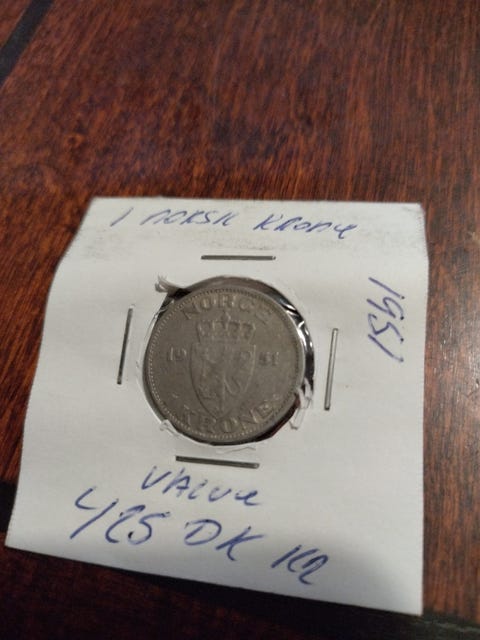 1 norsk krone
1951
NORGE
19 51
KRONE
value
425 DK KR